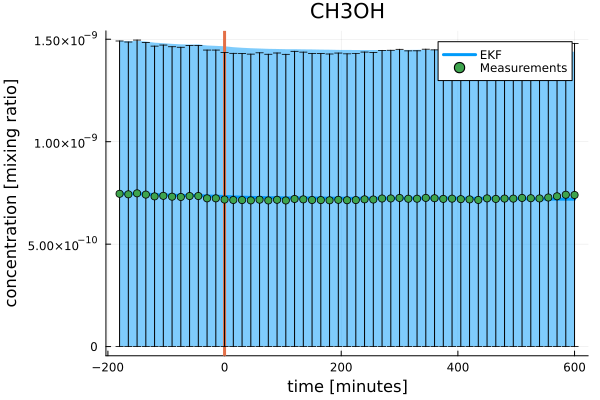 CH3OH
1.50×10⁻⁹
1.00×10⁻⁹
5.00×10⁻¹⁰
0
concentration [mixing ratio]
EKF
Measurements
−200 0 200 400 600
time [minutes]